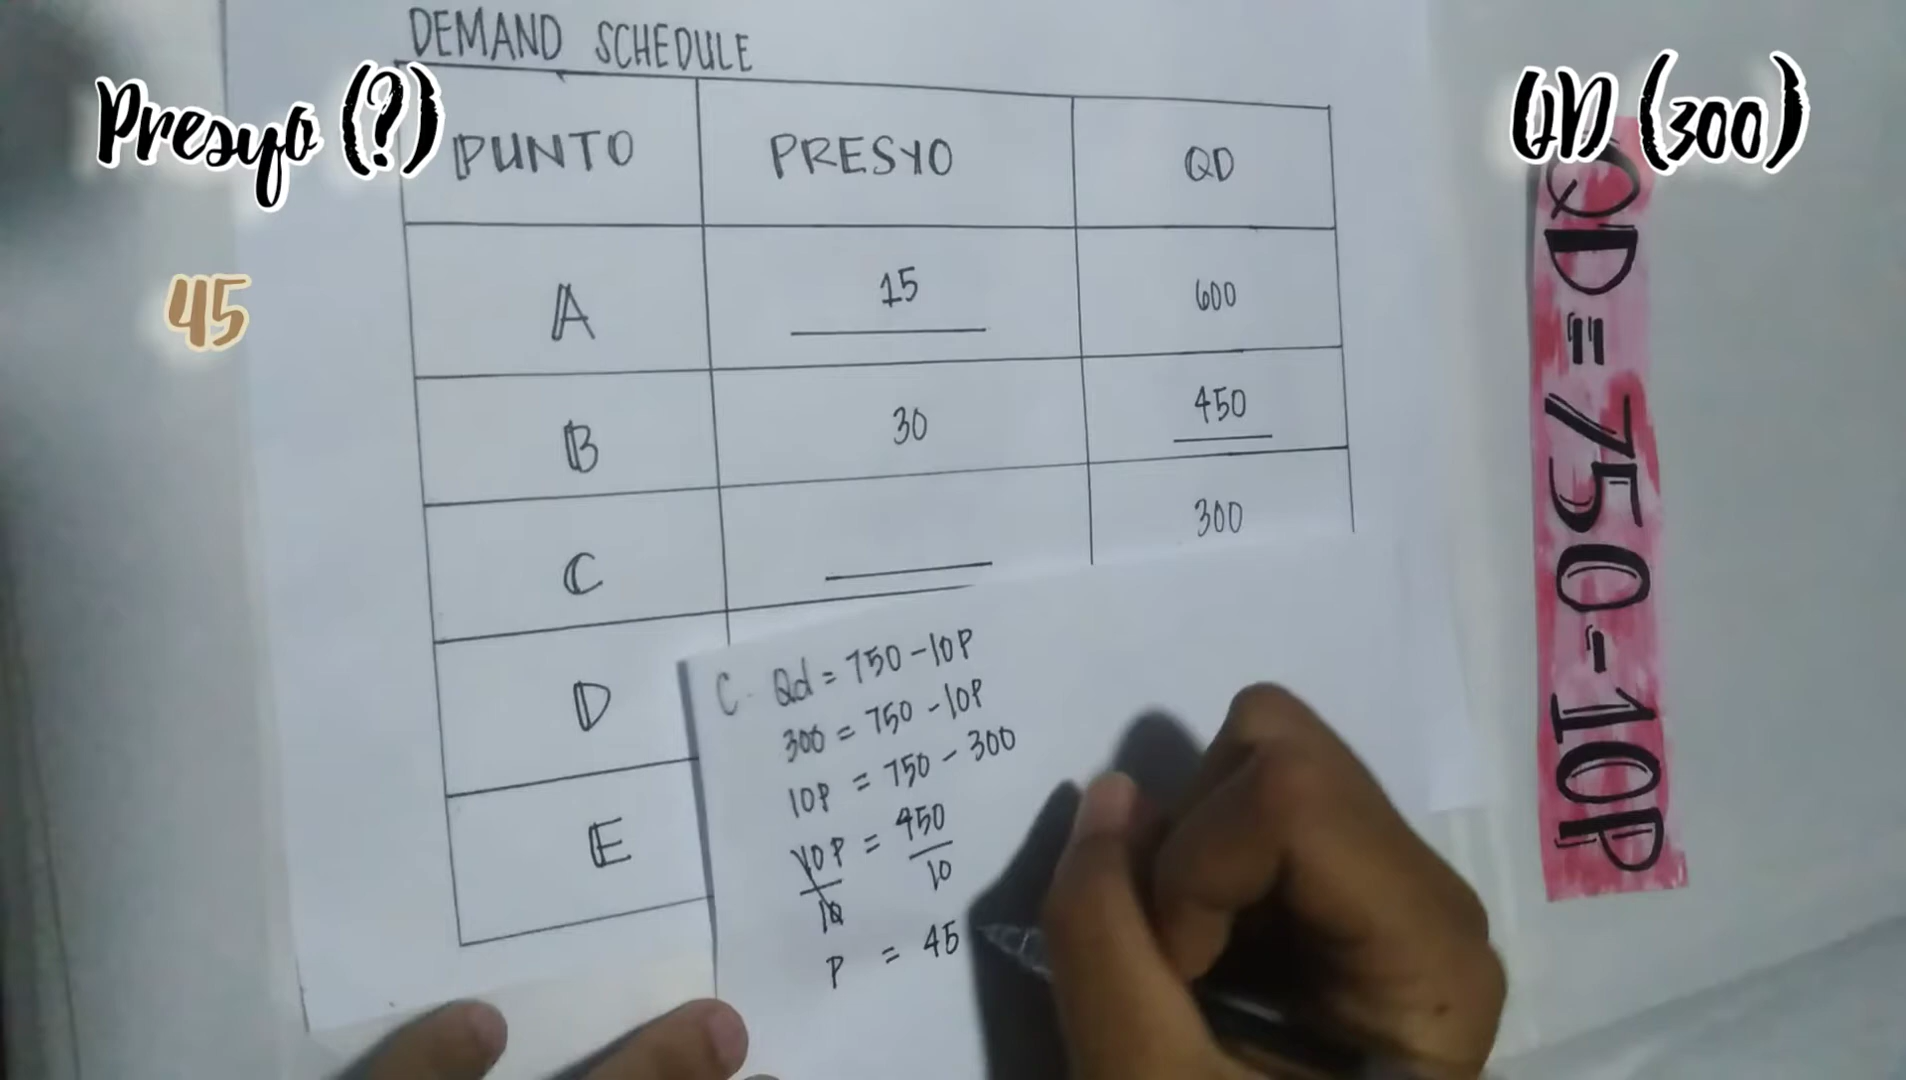 DEMAND SCHEDULE
Presyo (?)
QD (300)
PUNTO PRESYO QD
45
A 15 600
B 30 450
C 300
D
E
C. Qd = 750 - 10P
300 = 750 - 10P
10P = 750 - 300
10P = 450
10 10
P = 45
QD = 750 - 10P